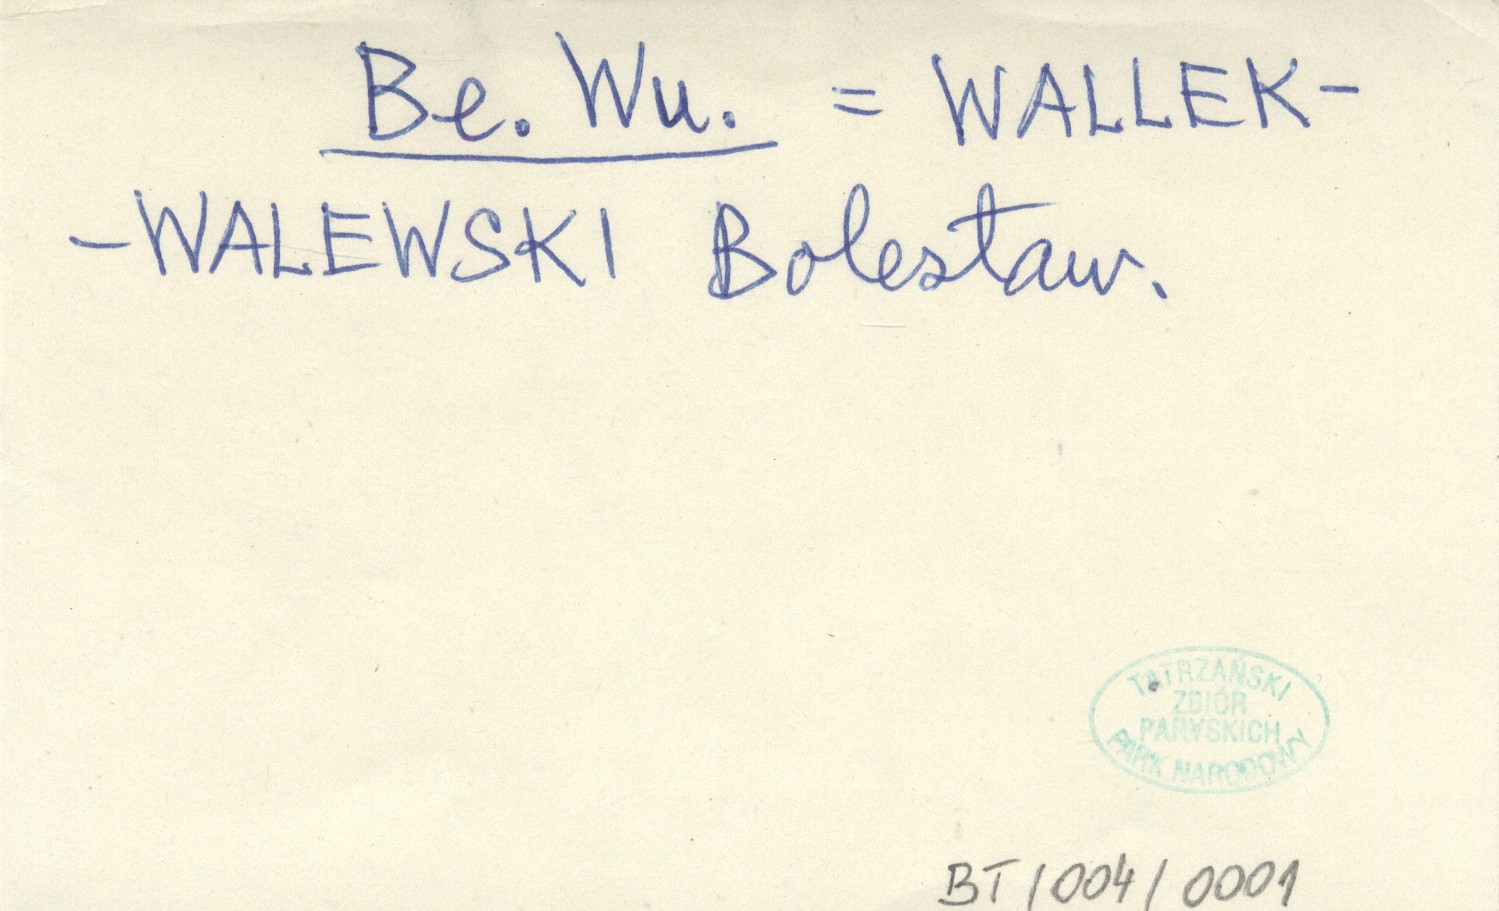 Be. Wu. = WALLEK-
-WALEWSKI Bolesław.
TATRZAŃSKI
ZBIÓR
PARYSKICH
PARK NARODOWY
BT/004/0001